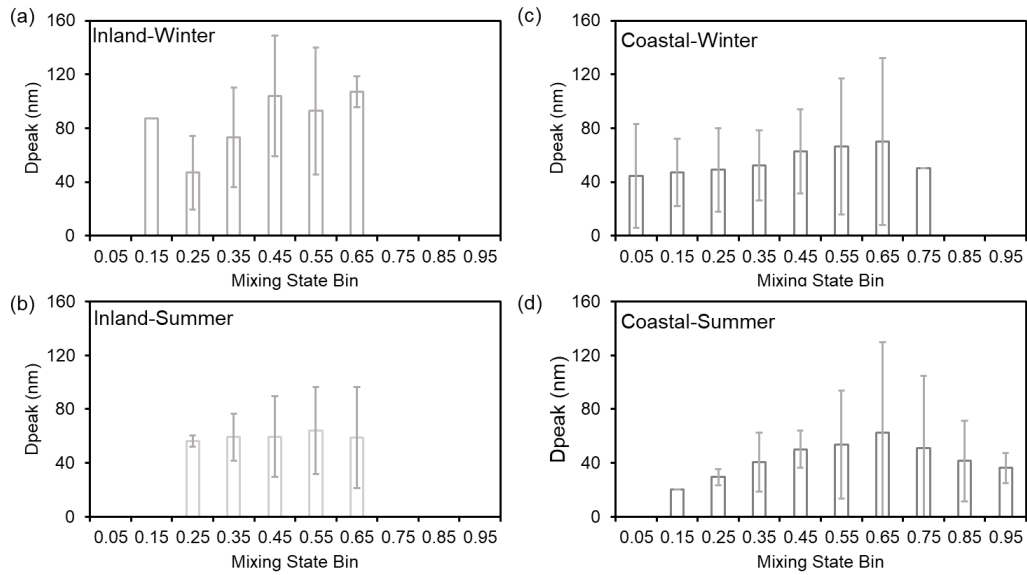 (a)
Inland-Winter
160
120
80
40
0
Dpeak (nm)
0.05 0.15 0.25 0.35 0.45 0.55 0.65 0.75 0.85 0.95
Mixing State Bin
(c)
Coastal-Winter
160
120
80
40
0
Dpeak (nm)
0.05 0.15 0.25 0.35 0.45 0.55 0.65 0.75 0.85 0.95
Mixing State Bin
(b)
Inland-Summer
160
120
80
40
0
Dpeak (nm)
0.05 0.15 0.25 0.35 0.45 0.55 0.65 0.75 0.85 0.95
Mixing State Bin
(d)
Coastal-Summer
160
120
80
40
0
Dpeak (nm)
0.05 0.15 0.25 0.35 0.45 0.55 0.65 0.75 0.85 0.95
Mixing State Bin